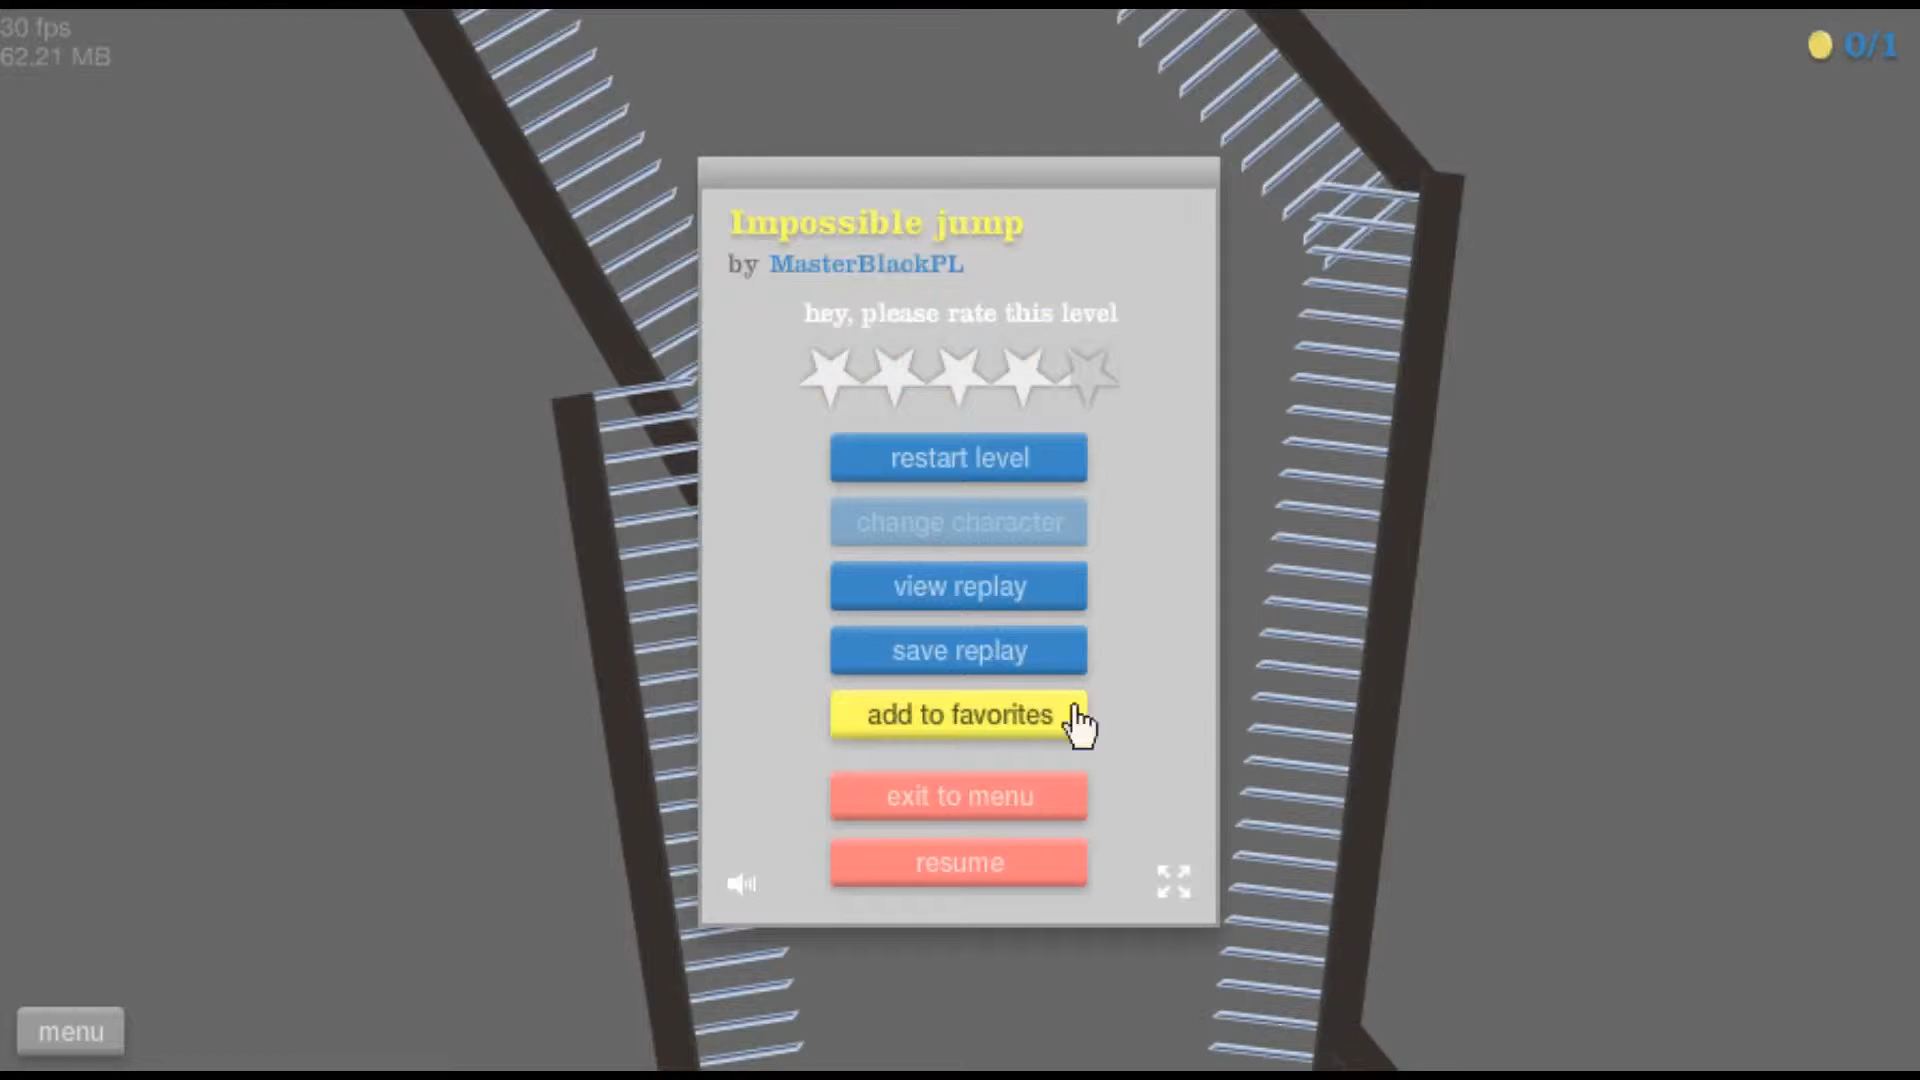 30 fps
62.21 MB
0/1
Impossible jump
by MasterBlackPL
hey, please rate this level
restart level
change character
view replay
save replay
add to favorites
exit to menu
resume
menu